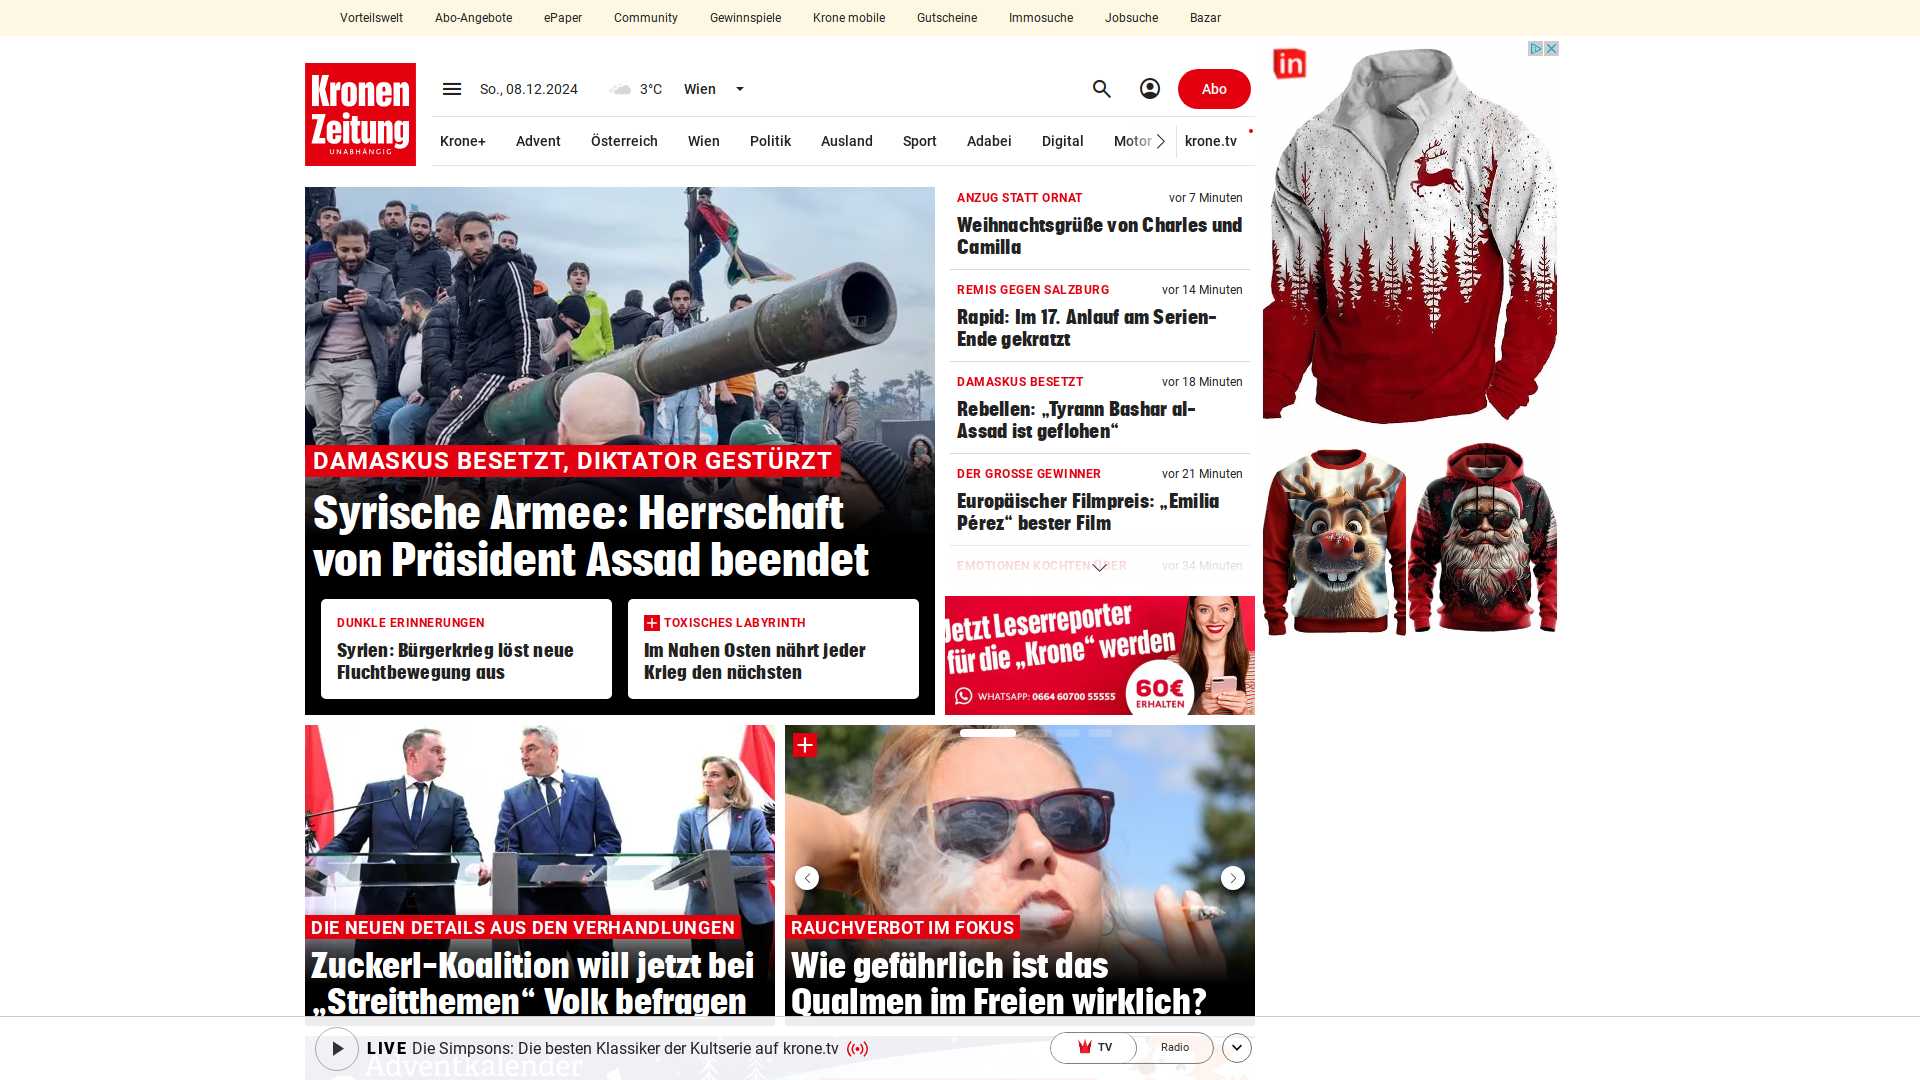 Vorteilswelt Abo-Angebote ePaper Community Gewinnspiele Krone mobile Gutscheine Immosuche Jobsuche Bazar
Kronen
Zeitung
UNABHÄNGIG
So., 08.12.2024 3°C Wien
Abo
Krone+ Advent Österreich Wien Politik Ausland Sport Adabei Digital Motor krone.tv
in
DAMASKUS BESETZT, DIKTATOR GESTÜRZT
Syrische Armee: Herrschaft
von Präsident Assad beendet
DUNKLE ERINNERUNGEN
Syrien: Bürgerkrieg löst neue
Fluchtbewegung aus
TOXISCHES LABYRINTH
Im Nahen Osten nährt jeder
Krieg den nächsten
ANZUG STATT ORNAT vor 7 Minuten
Weihnachtsgrüße von Charles und
Camilla
REMIS GEGEN SALZBURG vor 14 Minuten
Rapid: Im 17. Anlauf am Serien-
Ende gekratzt
DAMASKUS BESETZT vor 18 Minuten
Rebellen: „Tyrann Bashar al-
Assad ist geflohen“
DER GROSSE GEWINNER vor 21 Minuten
Europäischer Filmpreis: „Emilia
Pérez“ bester Film
EMOTIONEN KOCHTEN ÜBER vor 34 Minuten
Jetzt Leserreporter
für die „Krone“ werden
WHATSAPP: 0664 60700 55555
60€
ERHALTEN
DIE NEUEN DETAILS AUS DEN VERHANDLUNGEN
Zuckerl-Koalition will jetzt bei
„Streitthemen“ Volk befragen
RAUCHVERBOT IM FOKUS
Wie gefährlich ist das
Qualmen im Freien wirklich?
LIVE Die Simpsons: Die besten Klassiker der Kultserie auf krone.tv
TV Radio
Adventkalender